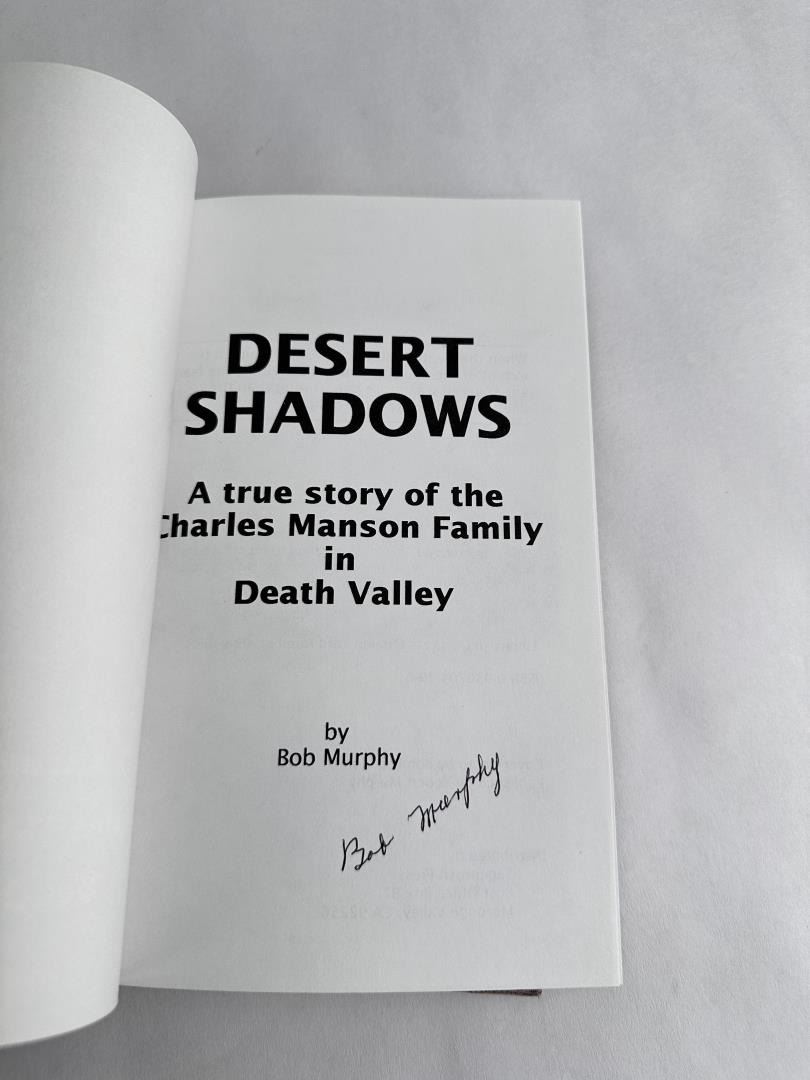 DESERT
SHADOWS
A true story of the
Charles Manson Family
in
Death Valley
by
Bob Murphy
Bob Murphy